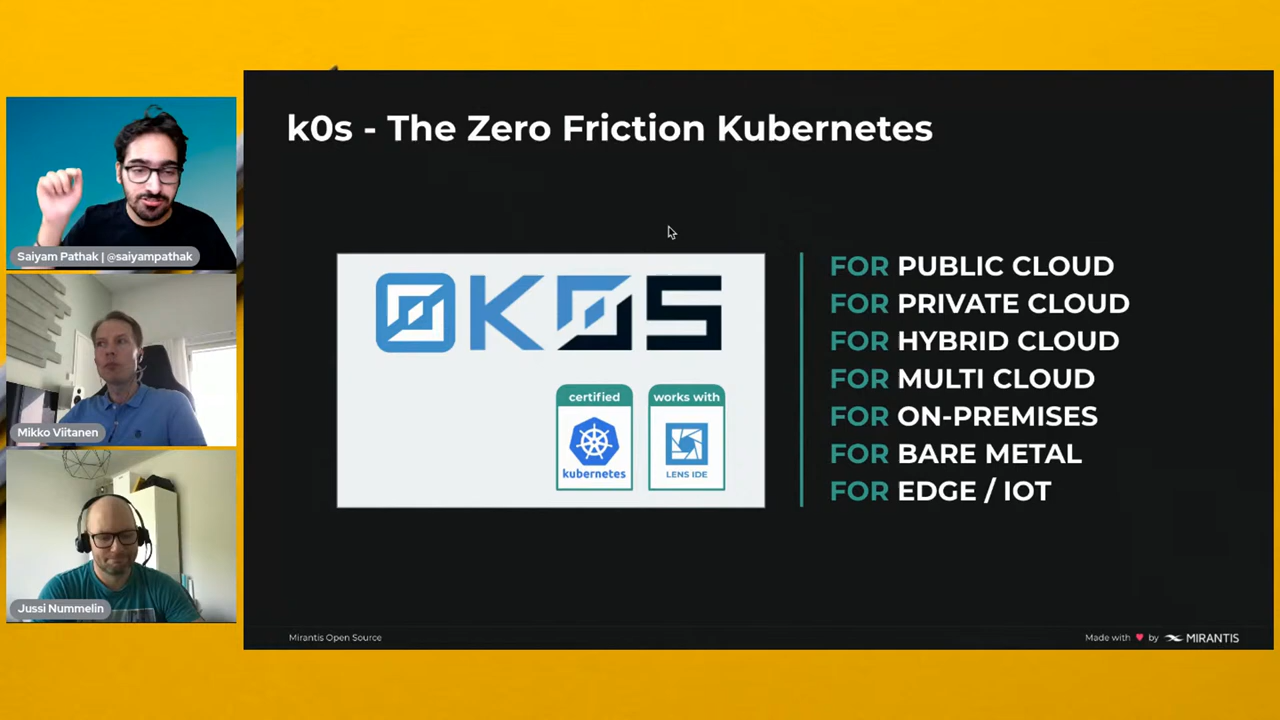 k0s - The Zero Friction Kubernetes
Saiyam Pathak | @saiyampathak
Mikko Viitanen
Jussi Nummelin
K0S
certified
kubernetes
works with
LENS IDE
FOR PUBLIC CLOUD
FOR PRIVATE CLOUD
FOR HYBRID CLOUD
FOR MULTI CLOUD
FOR ON-PREMISES
FOR BARE METAL
FOR EDGE / IOT
Mirantis Open Source
Made with ♥ by MIRANTIS